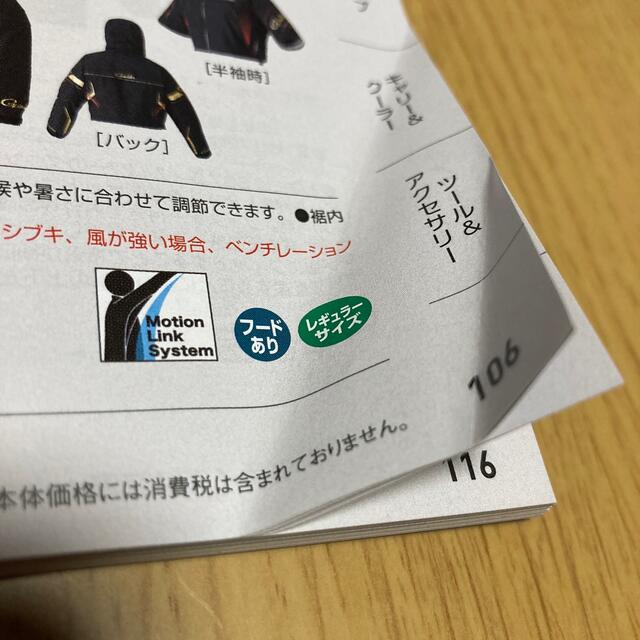 [半袖時]
[バック]
キャリー&
クーラー
ツール&
アクセサリー
候や暑さに合わせて調節できます。●裾内
シブキ、風が強い場合、ベンチレーション
Motion
Link
System
フード
あり
レギュラー
サイズ
106
本体価格には消費税は含まれておりません。
116